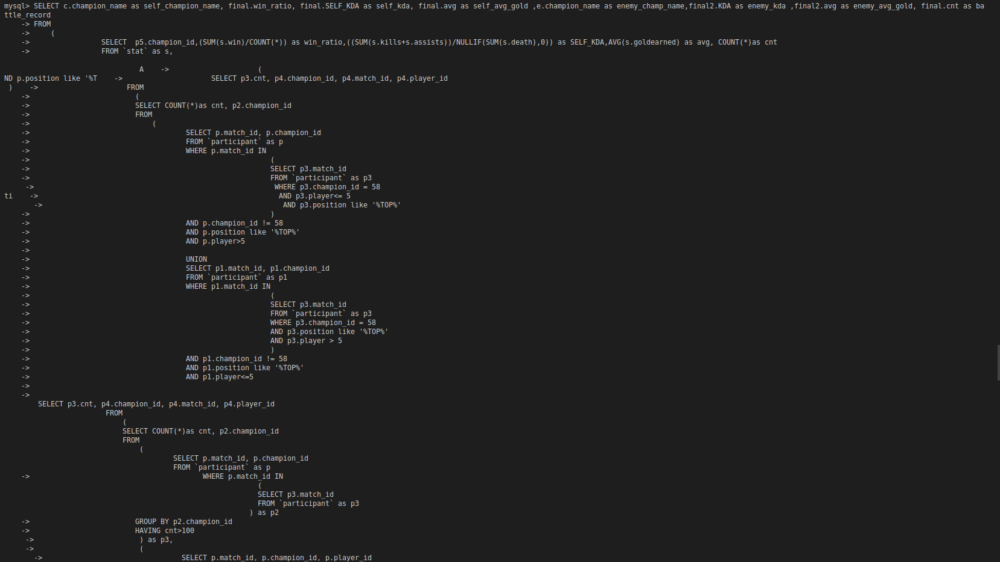 mysql> SELECT c.champion_name as self_champion_name, final.win_ratio, final.SELF_KDA as self_kda, final.avg as self_avg_gold ,e.champion_name as enemy_champ_name,final2.KDA as enemy_kda ,final2.avg as enemy_avg_gold, final.cnt as ba
ttle_record
-> FROM
-> (
-> SELECT p5.champion_id,(SUM(s.win)/COUNT(*)) as win_ratio,((SUM(s.kills+s.assists))/NULLIF(SUM(s.death),0)) as SELF_KDA,AVG(s.goldearned) as avg, COUNT(*)as cnt
-> FROM `stat` as s,
A -> (
ND p.position like '%T -> SELECT p3.cnt, p4.champion_id, p4.match_id, p4.player_id
) -> FROM
-> (
-> SELECT COUNT(*)as cnt, p2.champion_id
-> FROM
-> (
-> SELECT p.match_id, p.champion_id
-> FROM `participant` as p
-> WHERE p.match_id IN
-> (
-> SELECT p3.match_id
-> FROM `participant` as p3
-> WHERE p3.champion_id = 58
ti -> AND p3.player<= 5
-> AND p3.position like '%TOP%'
-> )
-> AND p.champion_id != 58
-> AND p.position like '%TOP%'
-> AND p.player>5
->
-> UNION
-> SELECT p1.match_id, p1.champion_id
-> FROM `participant` as p1
-> WHERE p1.match_id IN
-> (
-> SELECT p3.match_id
-> FROM `participant` as p3
-> WHERE p3.champion_id = 58
-> AND p3.position like '%TOP%'
-> AND p3.player > 5
-> )
-> AND p1.champion_id != 58
-> AND p1.position like '%TOP%'
-> AND p1.player<=5
->
->
SELECT p3.cnt, p4.champion_id, p4.match_id, p4.player_id
FROM
(
SELECT COUNT(*)as cnt, p2.champion_id
FROM
(
SELECT p.match_id, p.champion_id
FROM `participant` as p
-> WHERE p.match_id IN
(
SELECT p3.match_id
FROM `participant` as p3
) as p2
-> GROUP BY p2.champion_id
-> HAVING cnt>100
-> ) as p3,
-> (
-> SELECT p.match_id, p.champion_id, p.player_id